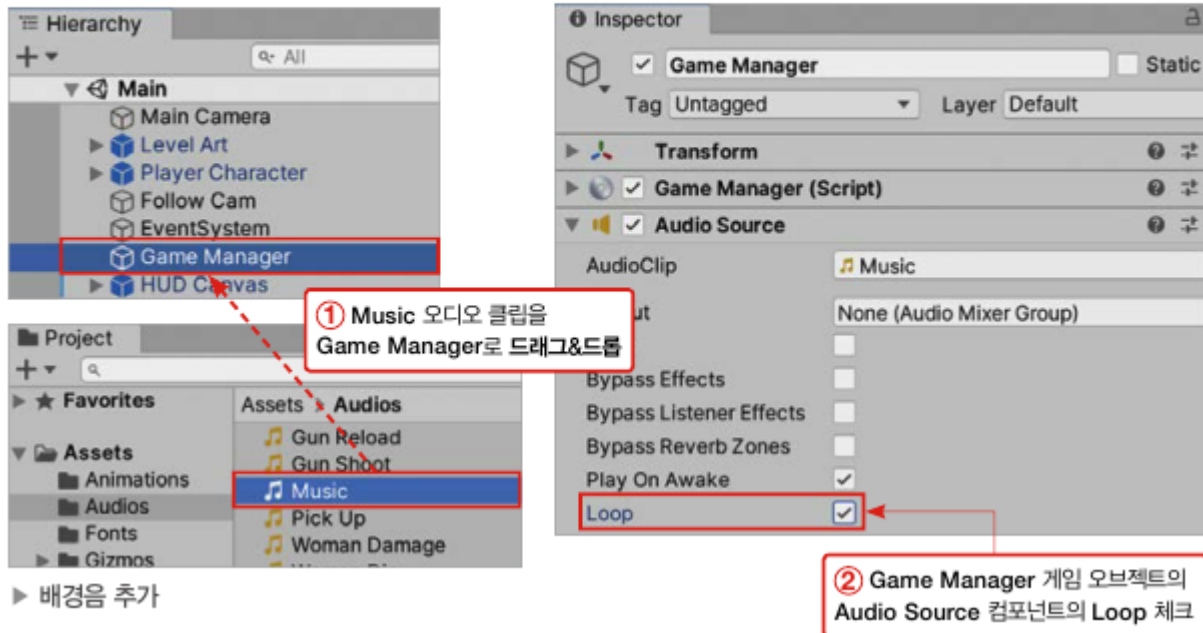 Hierarchy
All
Main
Main Camera
Level Art
Player Character
Follow Cam
EventSystem
Game Manager
HUD Canvas
① Music 오디오 클립을
Game Manager로 드래그&드롭
Project
Favorites
Assets
Animations
Audios
Fonts
Gizmos
Assets Audios
Gun Reload
Gun Shoot
Music
Pick Up
Woman Damage
▶ 배경음 추가
Inspector
Game Manager Static
Tag Untagged Layer Default
Transform
Game Manager (Script)
Audio Source
AudioClip Music
ut None (Audio Mixer Group)
Bypass Effects
Bypass Listener Effects
Bypass Reverb Zones
Play On Awake
Loop
② Game Manager 게임 오브젝트의
Audio Source 컴포넌트의 Loop 체크